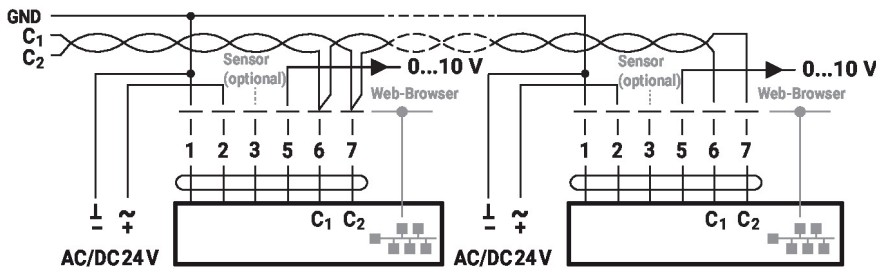 GND
C1
C2
Sensor
(optional)
0...10 V
Web-Browser
Sensor
(optional)
0...10 V
Web-Browser
1 2 3 5 6 7
1 2 3 5 6 7
⊥ ~
− +
C1 C2
⊥ ~
− +
C1 C2
AC/DC 24 V
AC/DC 24 V